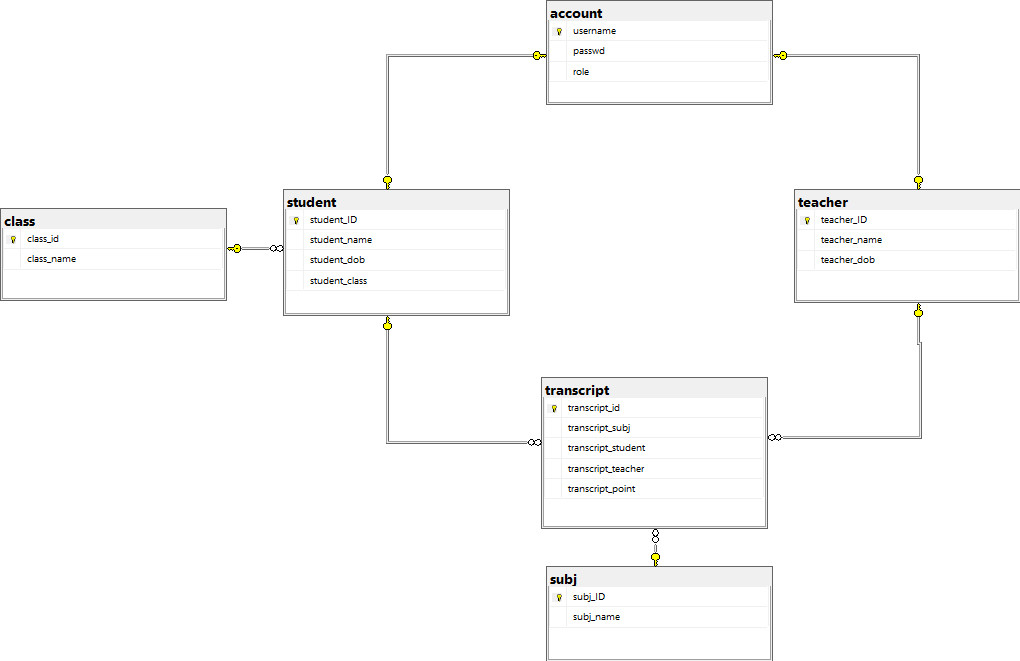 account
username
passwd
role
class
class_id
class_name
student
student_ID
student_name
student_dob
student_class
teacher
teacher_ID
teacher_name
teacher_dob
transcript
transcript_id
transcript_subj
transcript_student
transcript_teacher
transcript_point
subj
subj_ID
subj_name